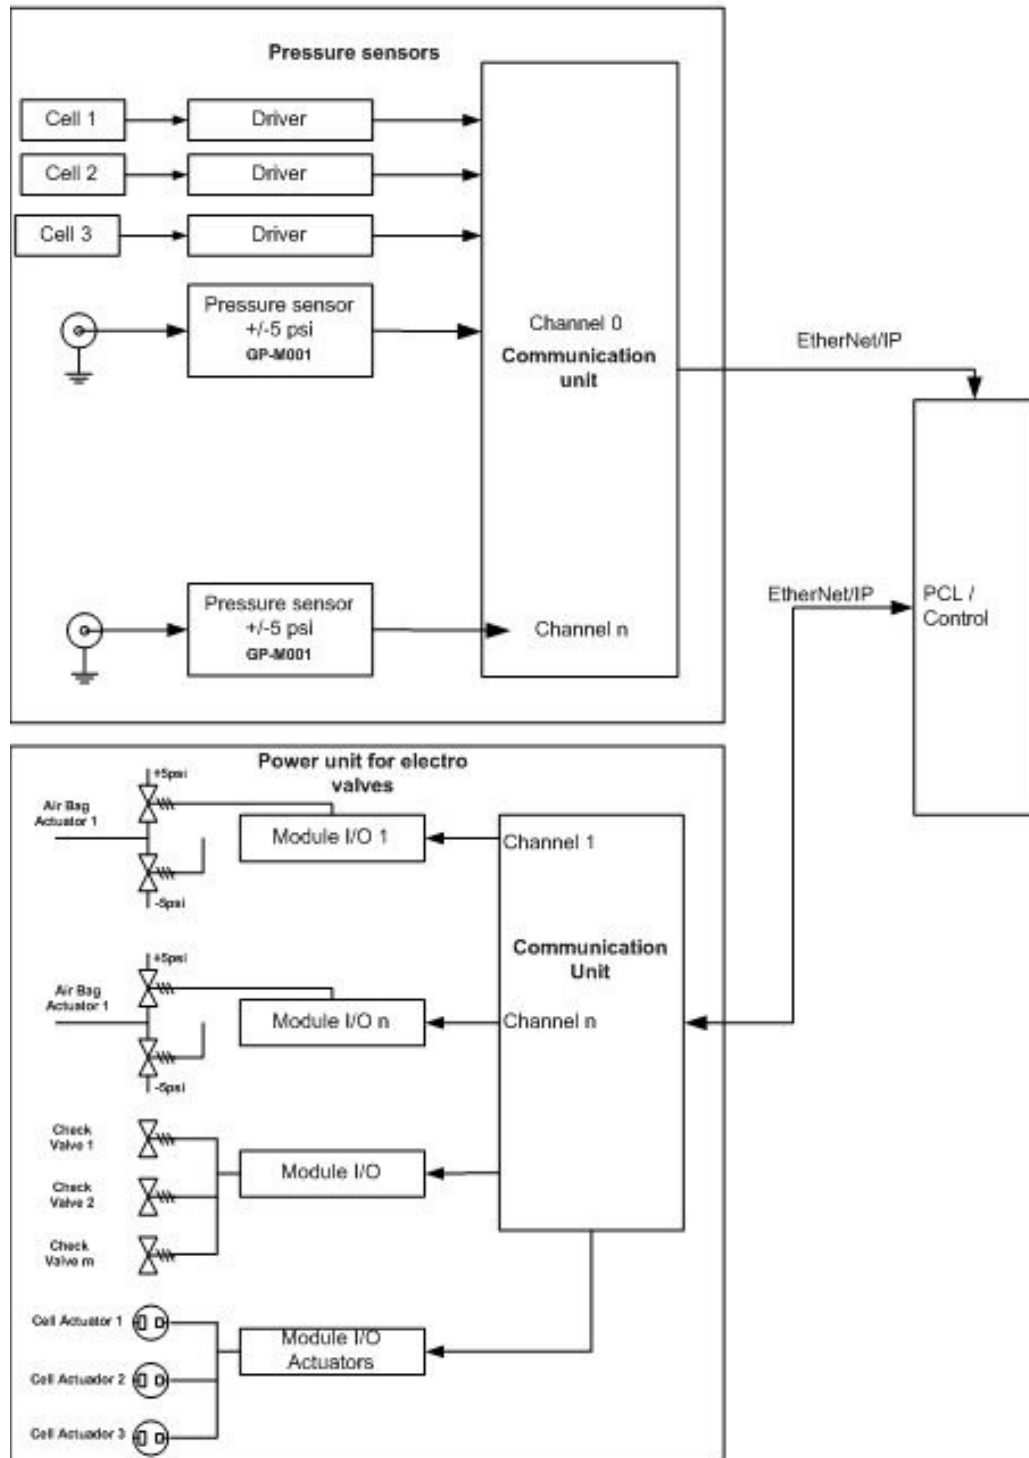 Pressure sensors
Cell 1
Driver
Cell 2
Driver
Cell 3
Driver
Pressure sensor
+/-5 psi
GP-M001
Channel 0
Communication
unit
EtherNet/IP
Pressure sensor
+/-5 psi
GP-M001
Channel n
EtherNet/IP
PCL /
Control
Power unit for electro
valves
+5psi
Air Bag
Actuator 1
Module I/O 1
Channel 1
-5psi
Communication
Unit
+5psi
Air Bag
Actuator 1
Module I/O n
Channel n
-5psi
Check
Valve 1
Module I/O
Check
Valve 2
Check
Valve m
Cell Actuator 1
Module I/O
Actuators
Cell Actuador 2
Cell Actuador 3